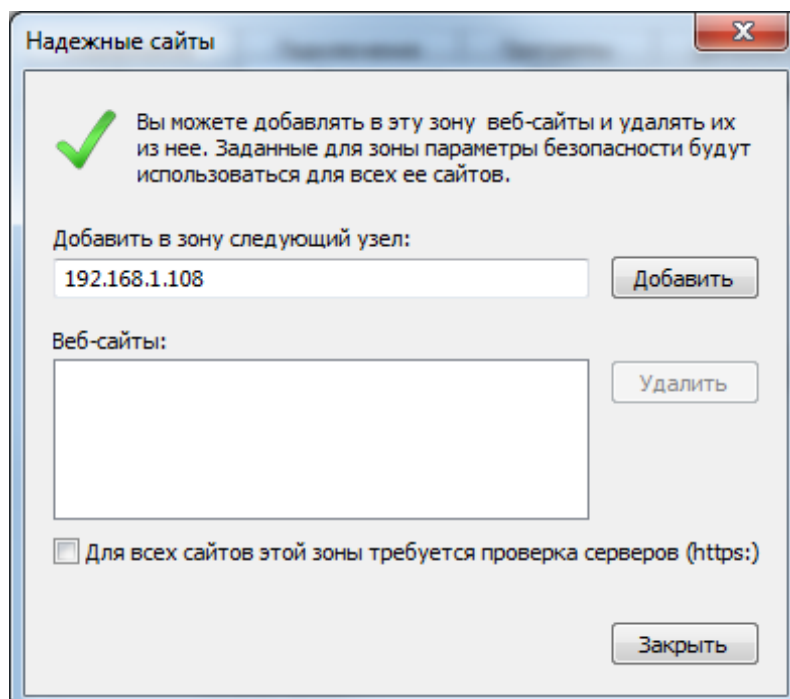 Надежные сайты
Вы можете добавлять в эту зону веб-сайты и удалять их
из нее. Заданные для зоны параметры безопасности будут
использоваться для всех ее сайтов.
Добавить в зону следующий узел:
192.168.1.108
Добавить
Веб-сайты:
Удалить
Для всех сайтов этой зоны требуется проверка серверов (https:)
Закрыть